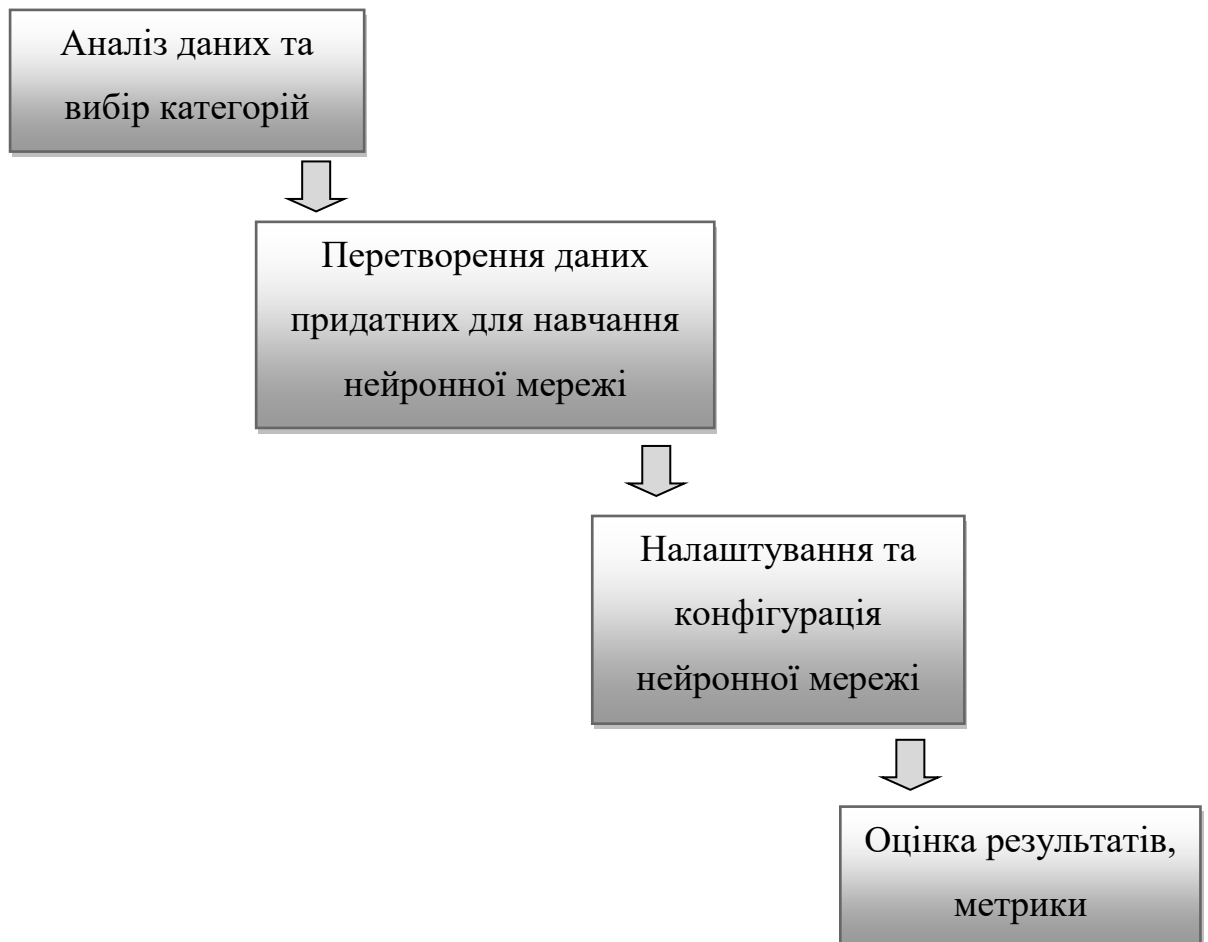 Аналіз даних та
вибір категорій
Перетворення даних
придатних для навчання
нейронної мережі
Налаштування та
конфігурація
нейронної мережі
Оцінка результатів,
метрики